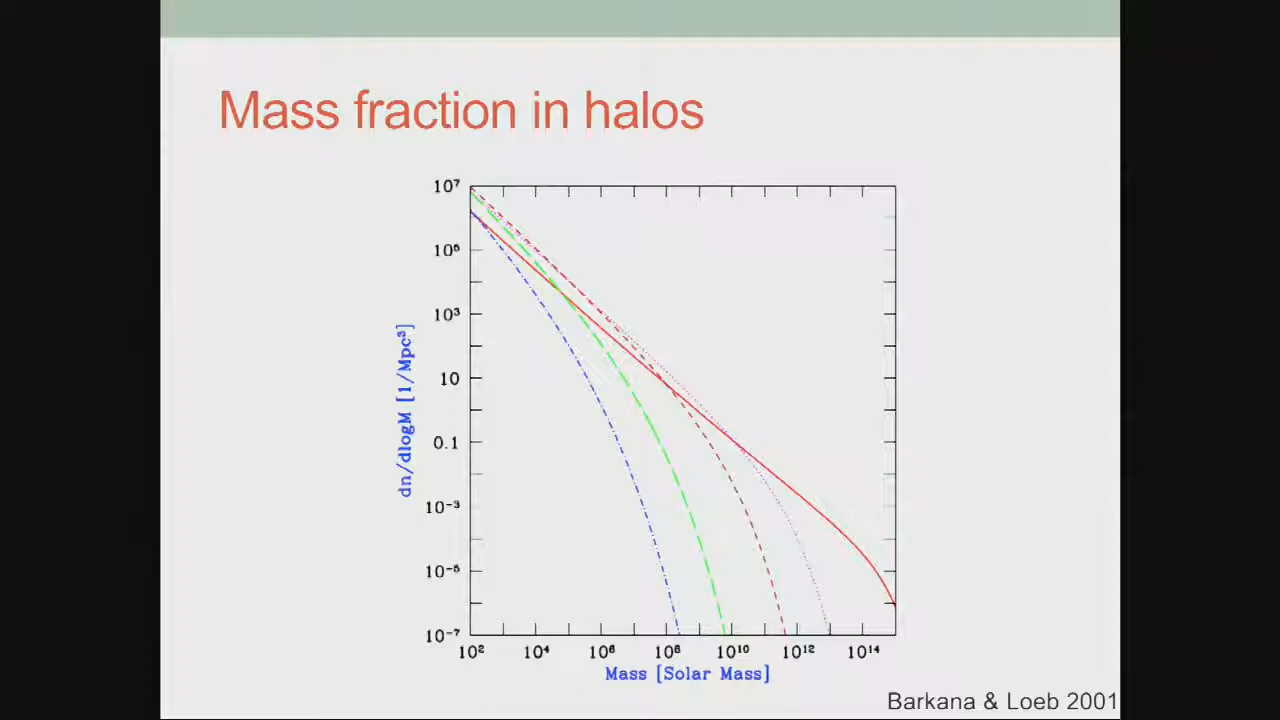 Mass fraction in halos
10⁷
10⁶
10³
10
0.1
10⁻³
10⁻⁵
10⁻⁷
dn/dlogM [1/Mpc³]
10² 10⁴ 10⁶ 10⁸ 10¹⁰ 10¹² 10¹⁴
Mass [Solar Mass]
Barkana & Loeb 2001